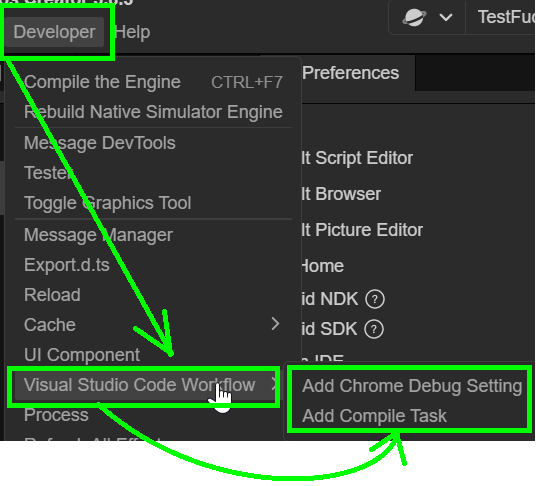 Developer
Help
TestFuc
Compile the Engine CTRL+F7
Preferences
Rebuild Native Simulator Engine
Message DevTools
Tester
lt Script Editor
Toggle Graphics Tool
lt Browser
Message Manager
lt Picture Editor
Export.d.ts
Home
Reload
id NDK ?
Cache
id SDK ?
UI Component
Visual Studio Code Workflow
Add Chrome Debug Setting
Process
Add Compile Task